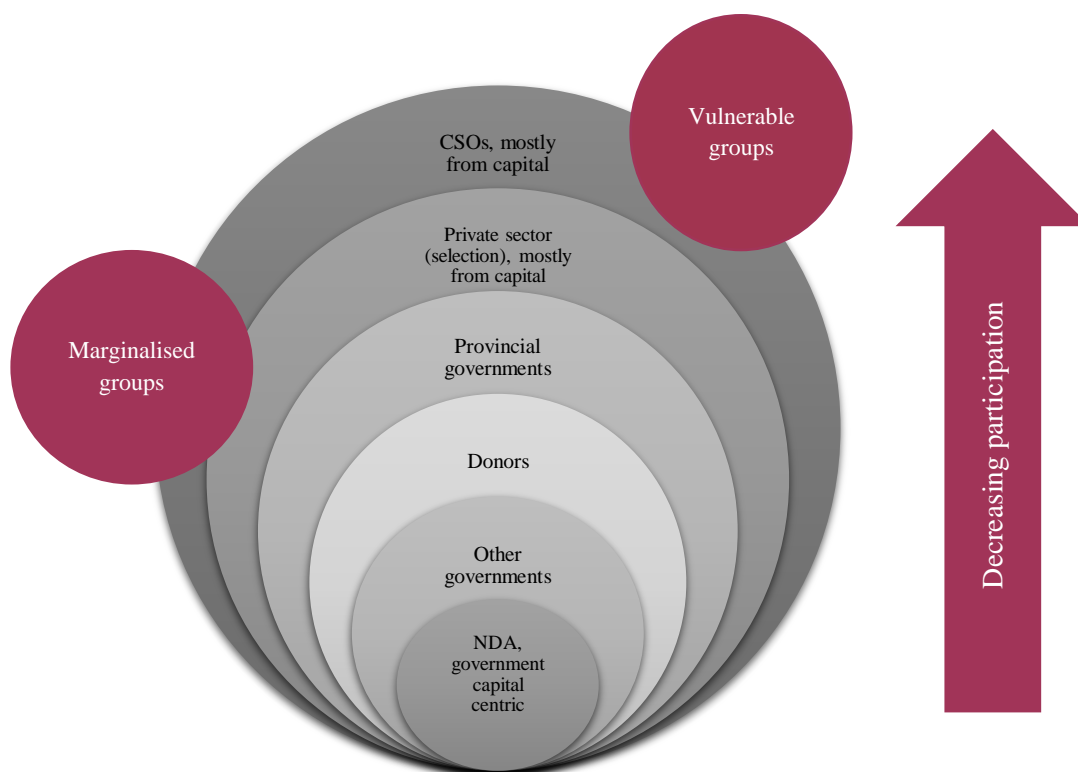 Vulnerable
groups
CSOs, mostly
from capital
Private sector
(selection), mostly
from capital
Marginalised
groups
Provincial
governments
Donors
Other
governments
NDA,
government
capital
centric
Decreasing participation